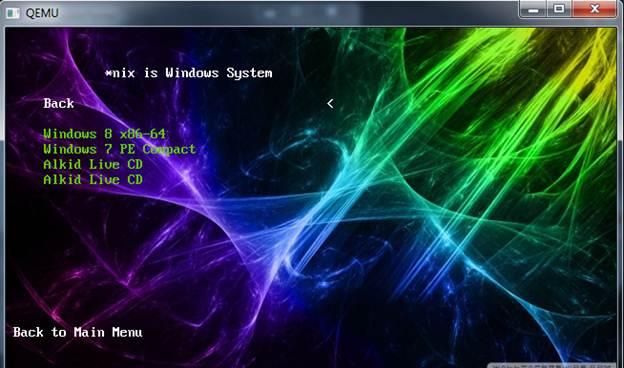 QEMU
*nix is Windows System
Back <
Windows 8 x86-64
Windows 7 PE Compact
Alkid Live CD
Alkid Live CD
Back to Main Menu